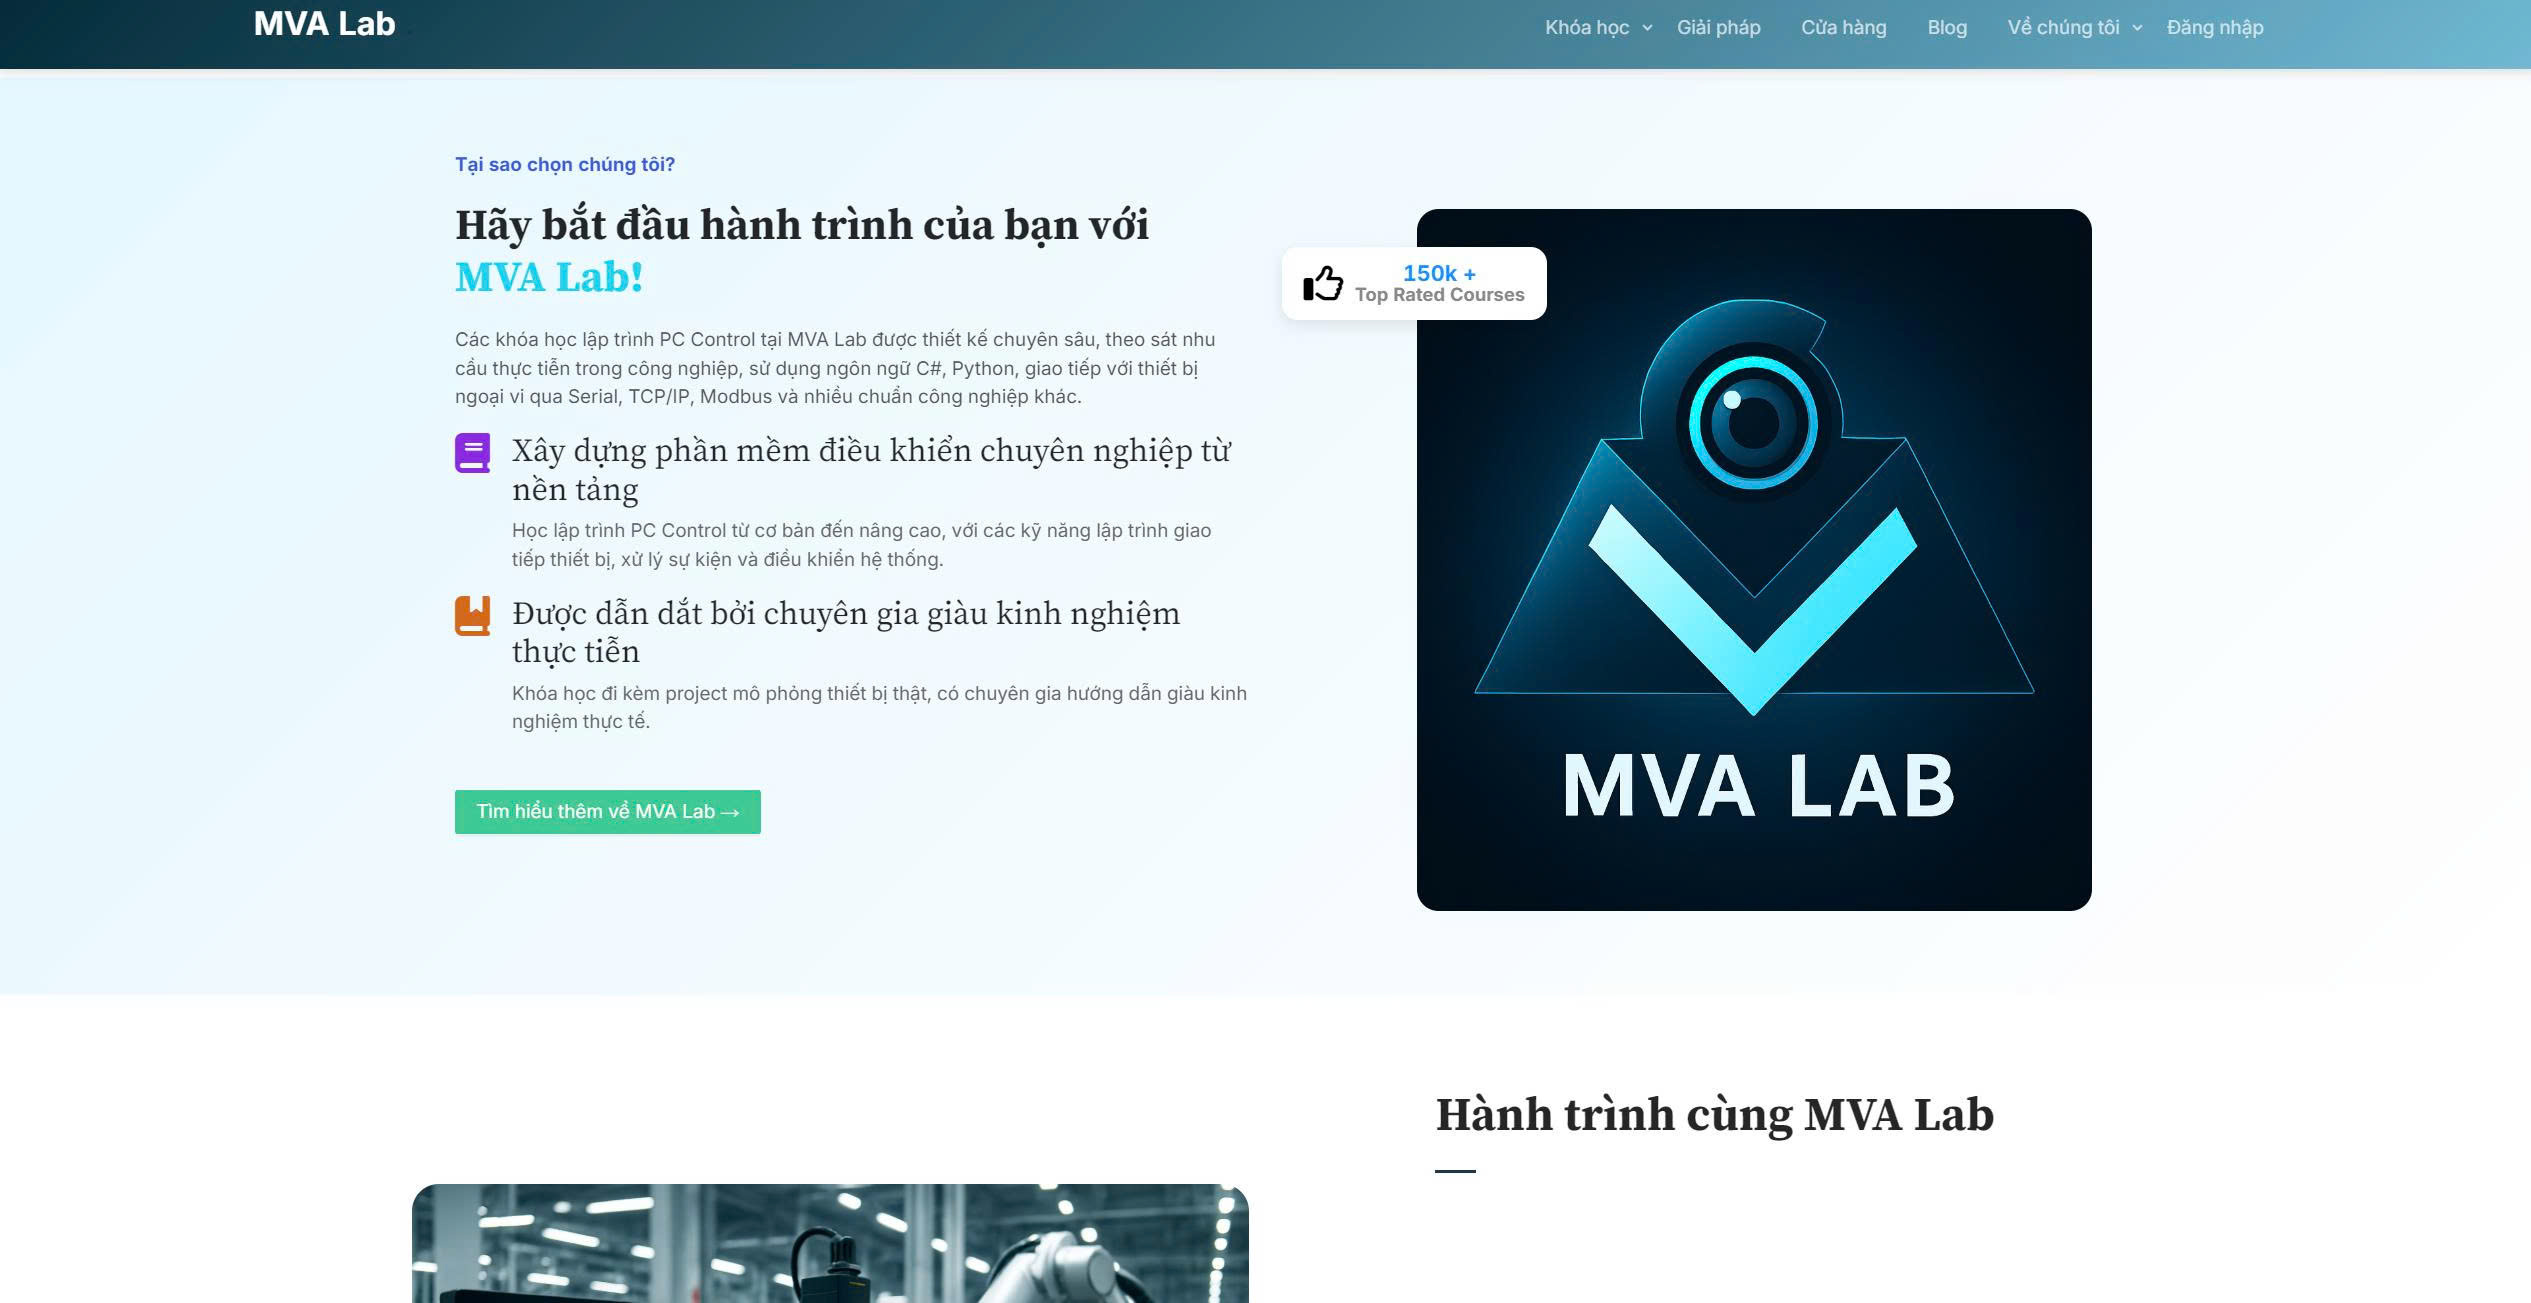 MVA Lab
Khóa học
Giải pháp
Cửa hàng
Blog
Về chúng tôi
Đăng nhập
Tại sao chọn chúng tôi?
Hãy bắt đầu hành trình của bạn với
MVA Lab!
Các khóa học lập trình PC Control tại MVA Lab được thiết kế chuyên sâu, theo sát nhu
cầu thực tiễn trong công nghiệp, sử dụng ngôn ngữ C#, Python, giao tiếp với thiết bị
ngoại vi qua Serial, TCP/IP, Modbus và nhiều chuẩn công nghiệp khác.
Xây dựng phần mềm điều khiển chuyên nghiệp từ
nền tảng
Học lập trình PC Control từ cơ bản đến nâng cao, với các kỹ năng lập trình giao
tiếp thiết bị, xử lý sự kiện và điều khiển hệ thống.
Được dẫn dắt bởi chuyên gia giàu kinh nghiệm
thực tiễn
Khóa học đi kèm project mô phỏng thiết bị thật, có chuyên gia hướng dẫn giàu kinh
nghiệm thực tế.
Tìm hiểu thêm về MVA Lab →
150k +
Top Rated Courses
MVA LAB
Hành trình cùng MVA Lab